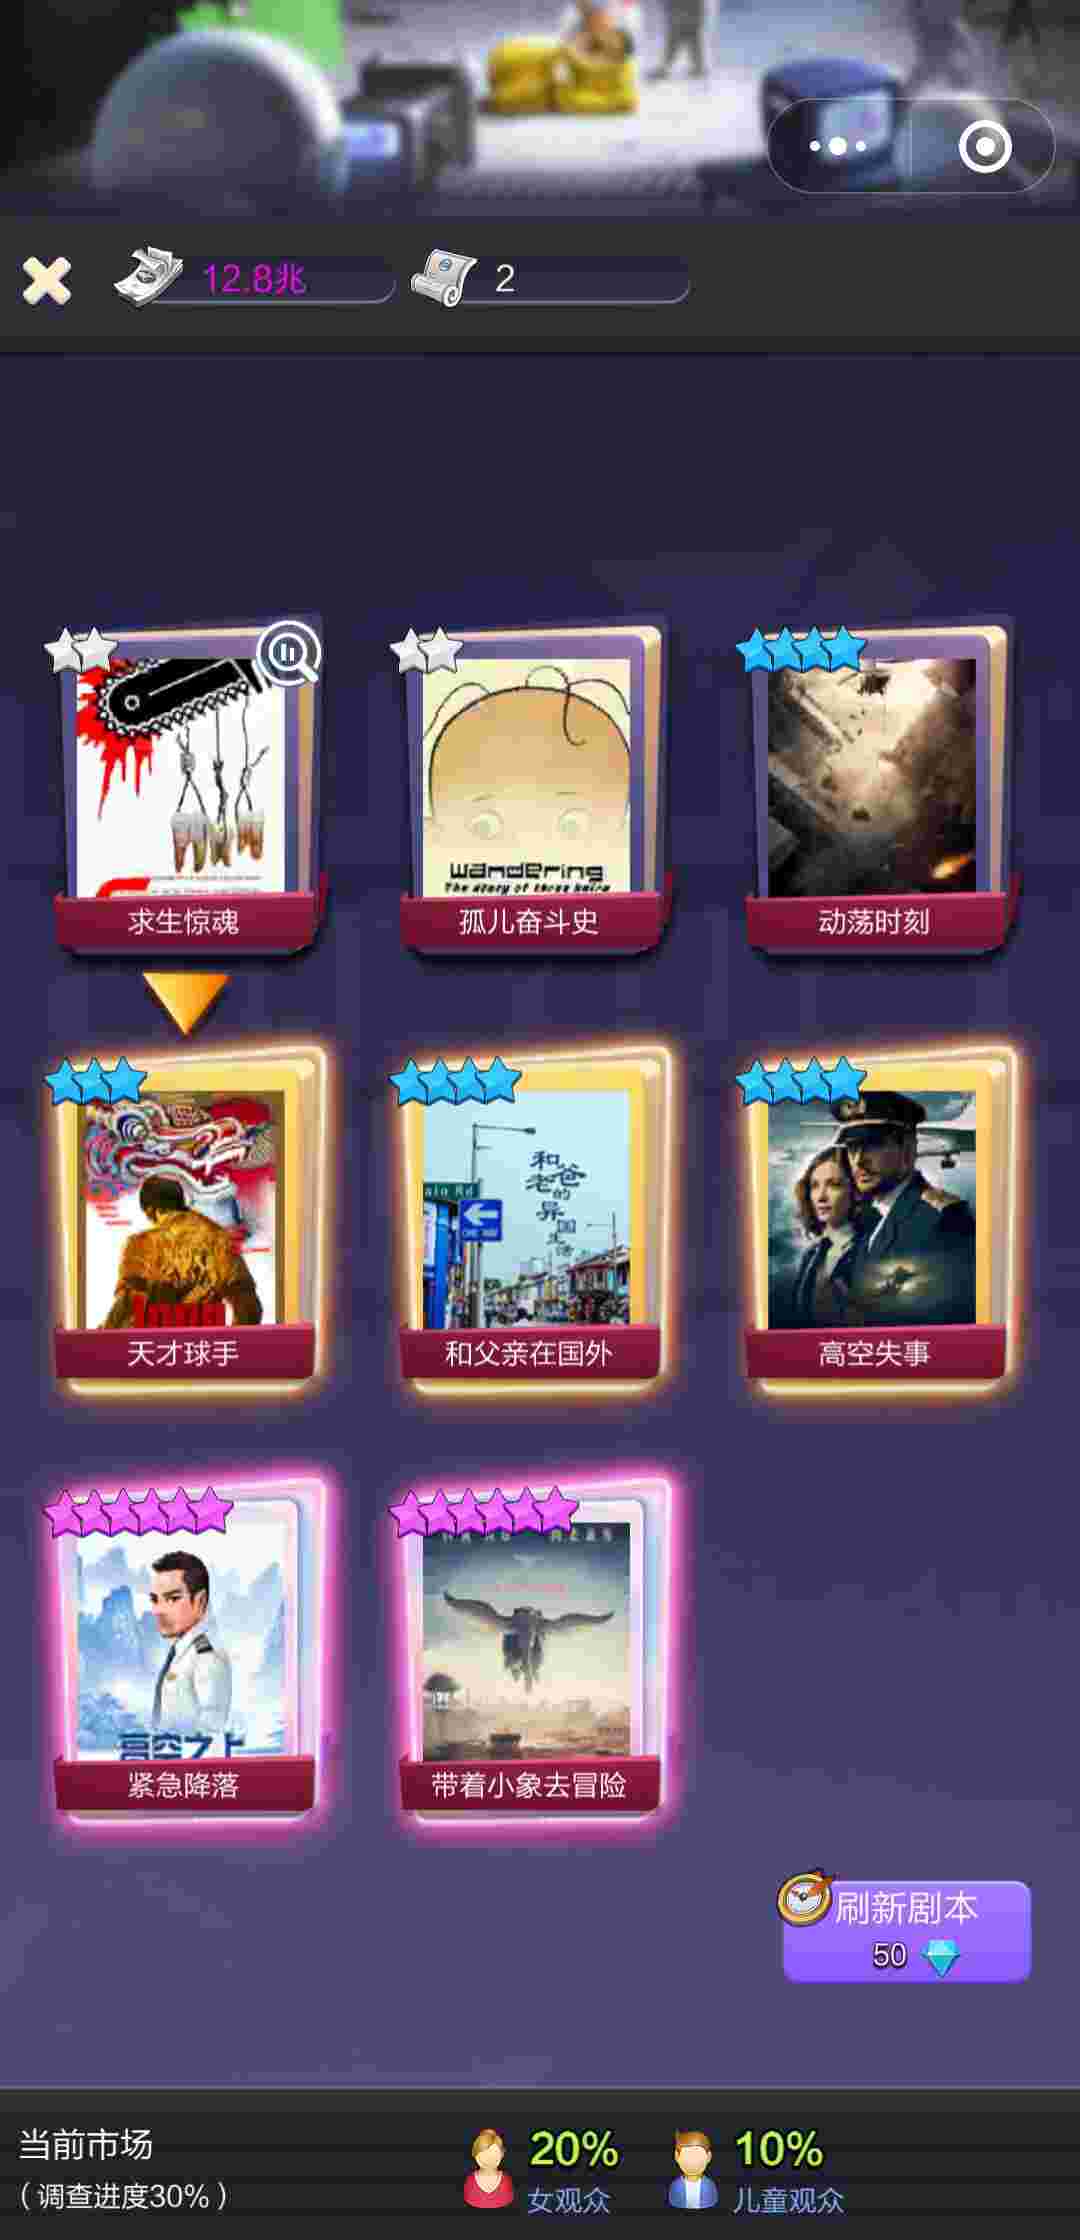 12.8兆
2
wandering
The story of three hairs
求生惊魂
孤儿奋斗史
动荡时刻
和
老爸
的
异
国
生
活
天才球手
和父亲在国外
高空失事
高空之上
紧急降落
带着小象去冒险
刷新剧本
50
当前市场
（调查进度30%）
20%
女观众
10%
儿童观众